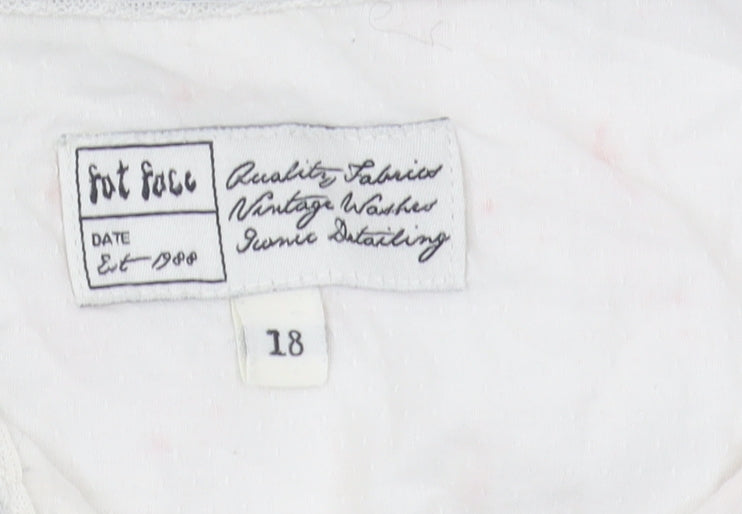 fat face
DATE
Est-1988
Quality Fabrics
Vintage Washes
Iconic Detailing
18